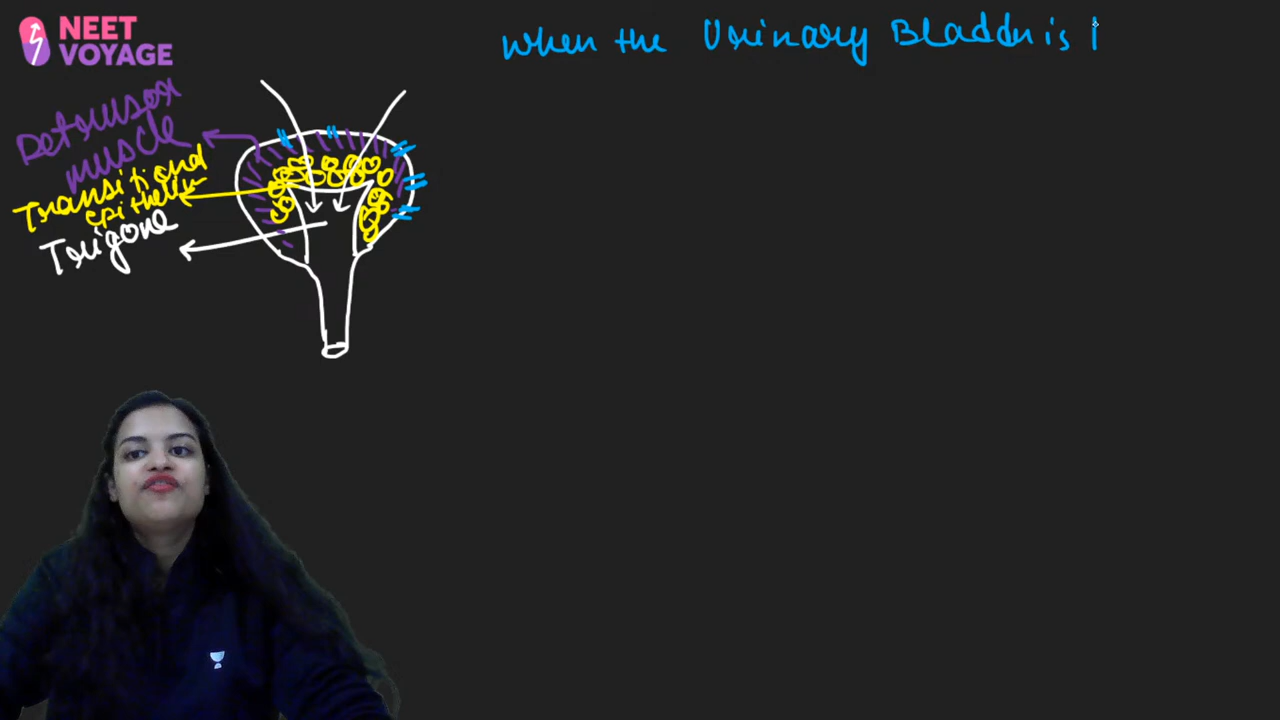 NEET
VOYAGE
When the Urinary Bladder is
Detrusor
muscle
Transitional
epithelium
Trigone